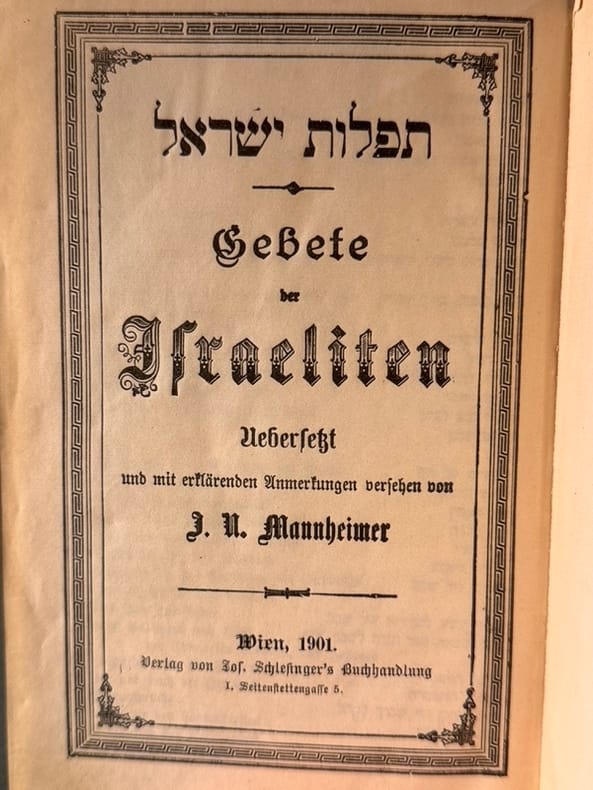 תפלות ישראל
Gebete
der
Israeliten
Uebersetzt
und mit erklärenden Anmerkungen versehen von
J. N. Mannheimer
Wien, 1901.
Verlag von Jos. Schlesinger's Buchhandlung
I. Seitenstettengasse 5.